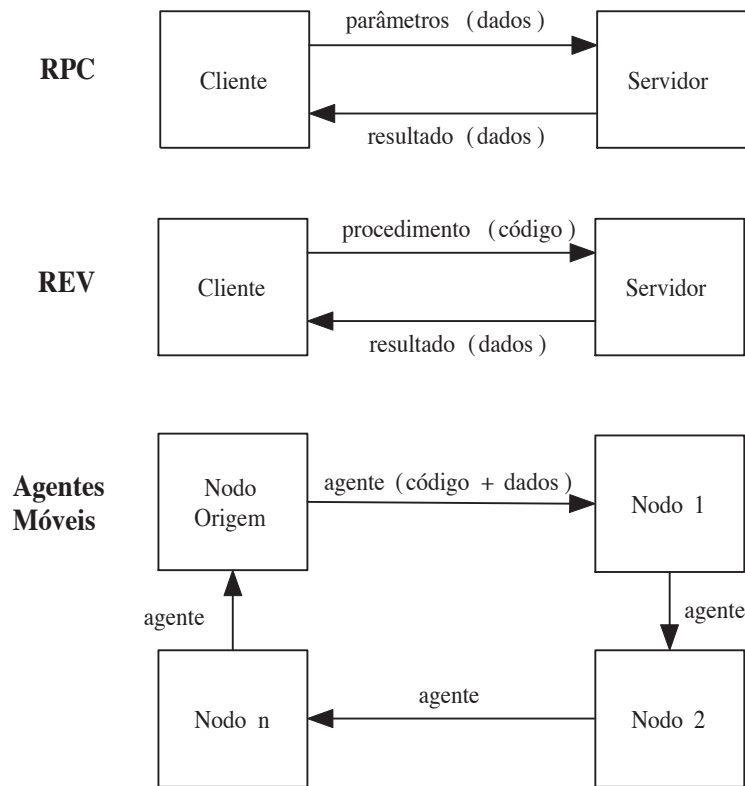 RPC
Cliente
parâmetros (dados)
Servidor
resultado (dados)
REV
Cliente
procedimento (código)
Servidor
resultado (dados)
Agentes
Móveis
Nodo
Origem
agente (código + dados)
Nodo 1
agente
agente
Nodo n
agente
Nodo 2